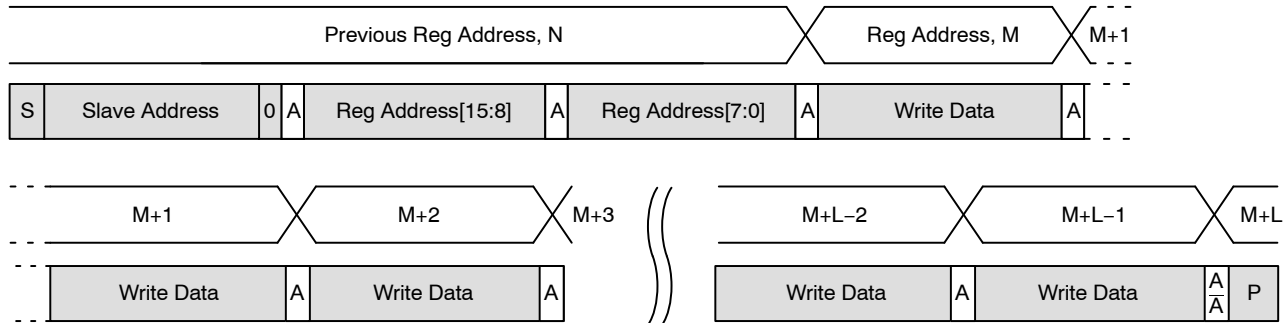 Previous Reg Address, N Reg Address, M M+1
S Slave Address 0 A Reg Address[15:8] A Reg Address[7:0] A Write Data A
M+1 M+2 M+3 M+L−2 M+L−1 M+L
Write Data A Write Data A Write Data A Write Data A/A̅ P